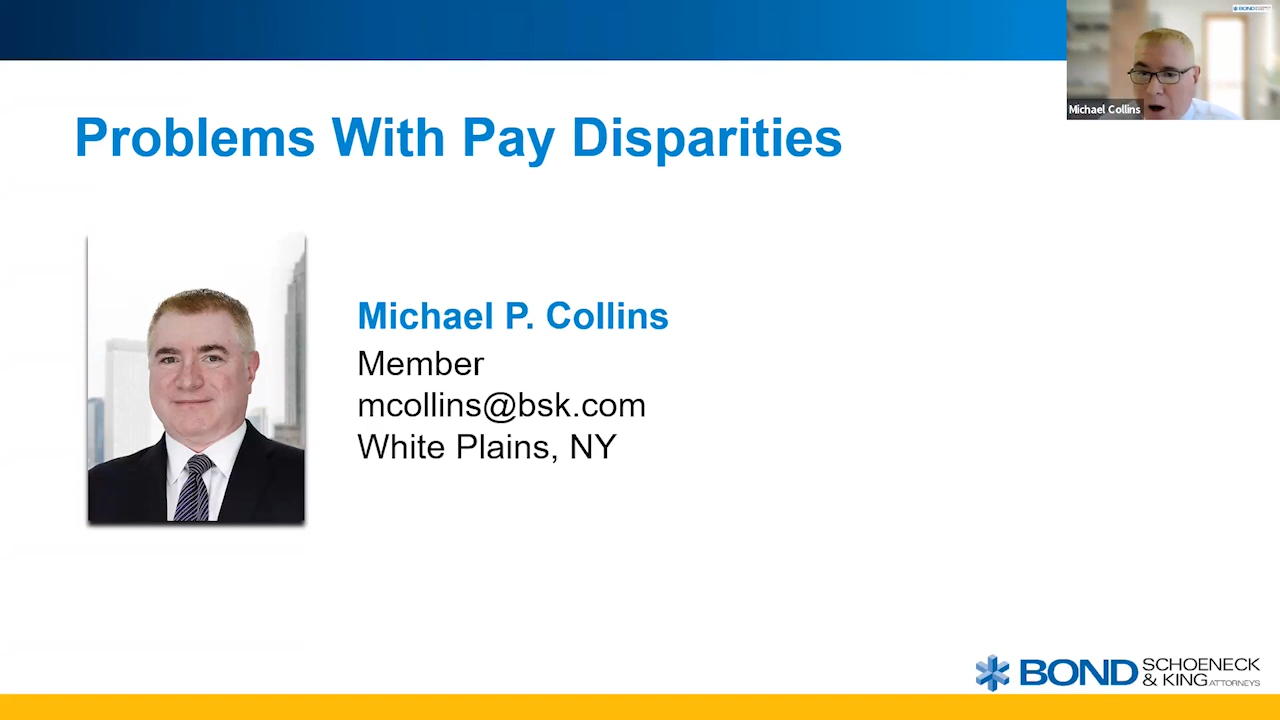 Problems With Pay Disparities
Michael Collins
Michael P. Collins
Member
mcollins@bsk.com
White Plains, NY
BOND SCHOENECK
& KING ATTORNEYS
BOND